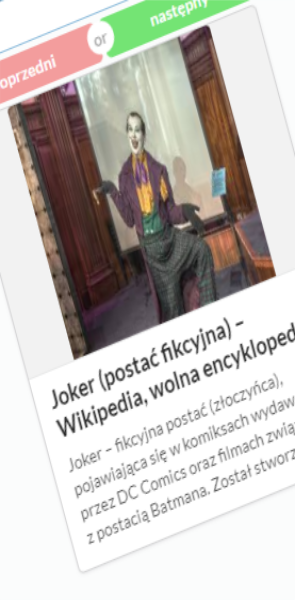 oprzedni or następny
Joker (postać fikcyjna) –
Wikipedia, wolna encykloped
Joker – fikcyjna postać (złoczyńca),
pojawiająca się w komiksach wydaw
przez DC Comics oraz filmach zwią
z postacią Batmana. Został stworz